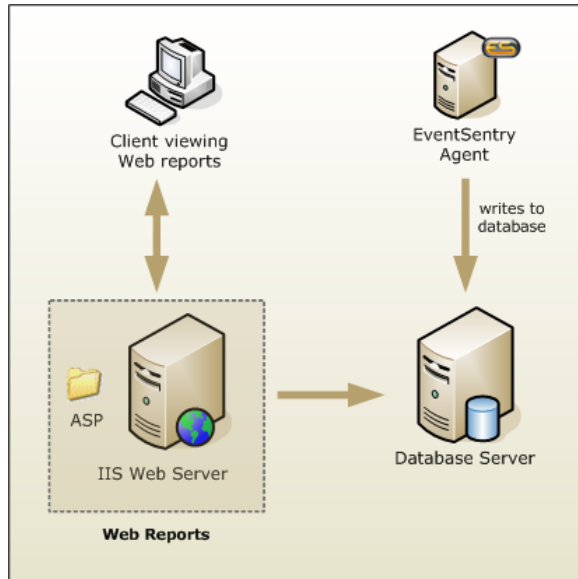 Client viewing
Web reports
ES
EventSentry
Agent
writes to
database
ASP
IIS Web Server
Database Server
Web Reports